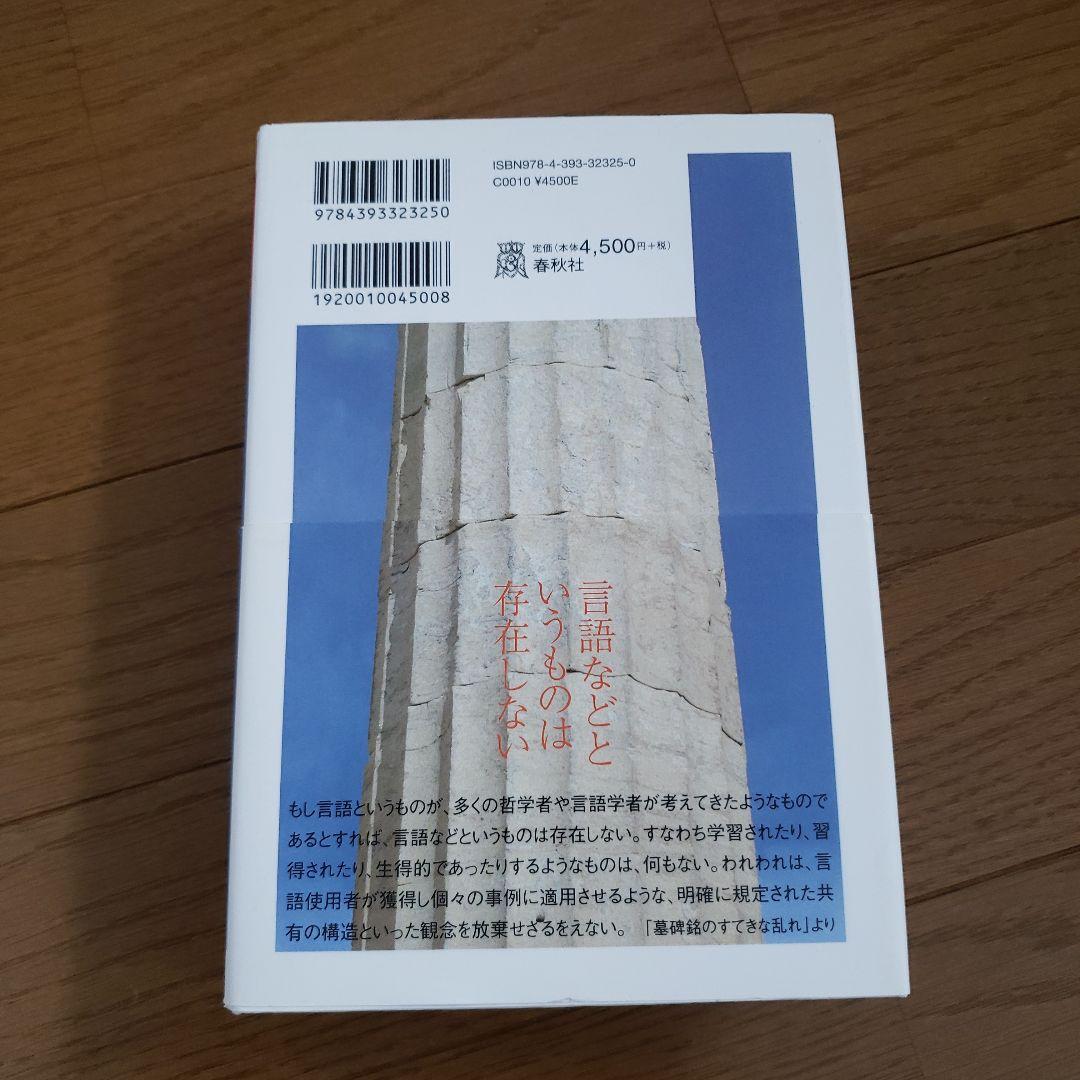 ISBN978-4-393-32325-0
C0010 ¥4500E
9784393323250
定価(本体4,500円+税)
春秋社
1920010045008
言語などと
いうものは
存在しない
もし言語というものが、多くの哲学者や言語学者が考えてきたようなもので
あるとすれば、言語などというものは存在しない。すなわち学習されたり、習
得されたり、生得的であったりするようなものは、何もない。われわれは、言
語使用者が獲得し個々の事例に適用させるような、明確に規定された共
有の構造といった観念を放棄せざるをえない。 「墓碑銘のすてきな乱れ」より